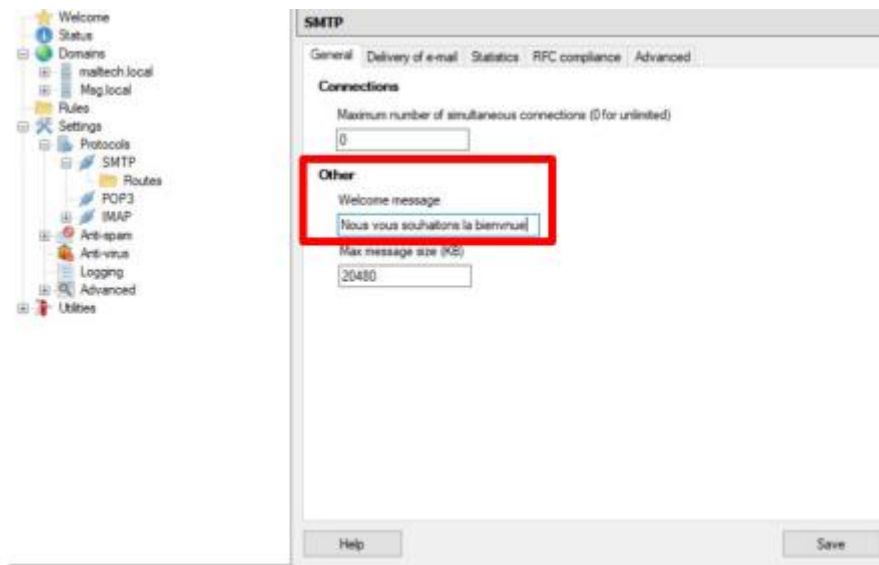 Welcome
Status
Domains
maltech.local
Msg.local
Rules
Settings
Protocols
SMTP
Routes
POP3
IMAP
Anti-spam
Anti-virus
Logging
Advanced
Utilities
SMTP
General Delivery of e-mail Statistics RFC compliance Advanced
Connections
Maximum number of simultaneous connections (0 for unlimited)
0
Other
Welcome message
Nous vous souhaitons la bienvnue
Max message size (KB)
20480
Help Save